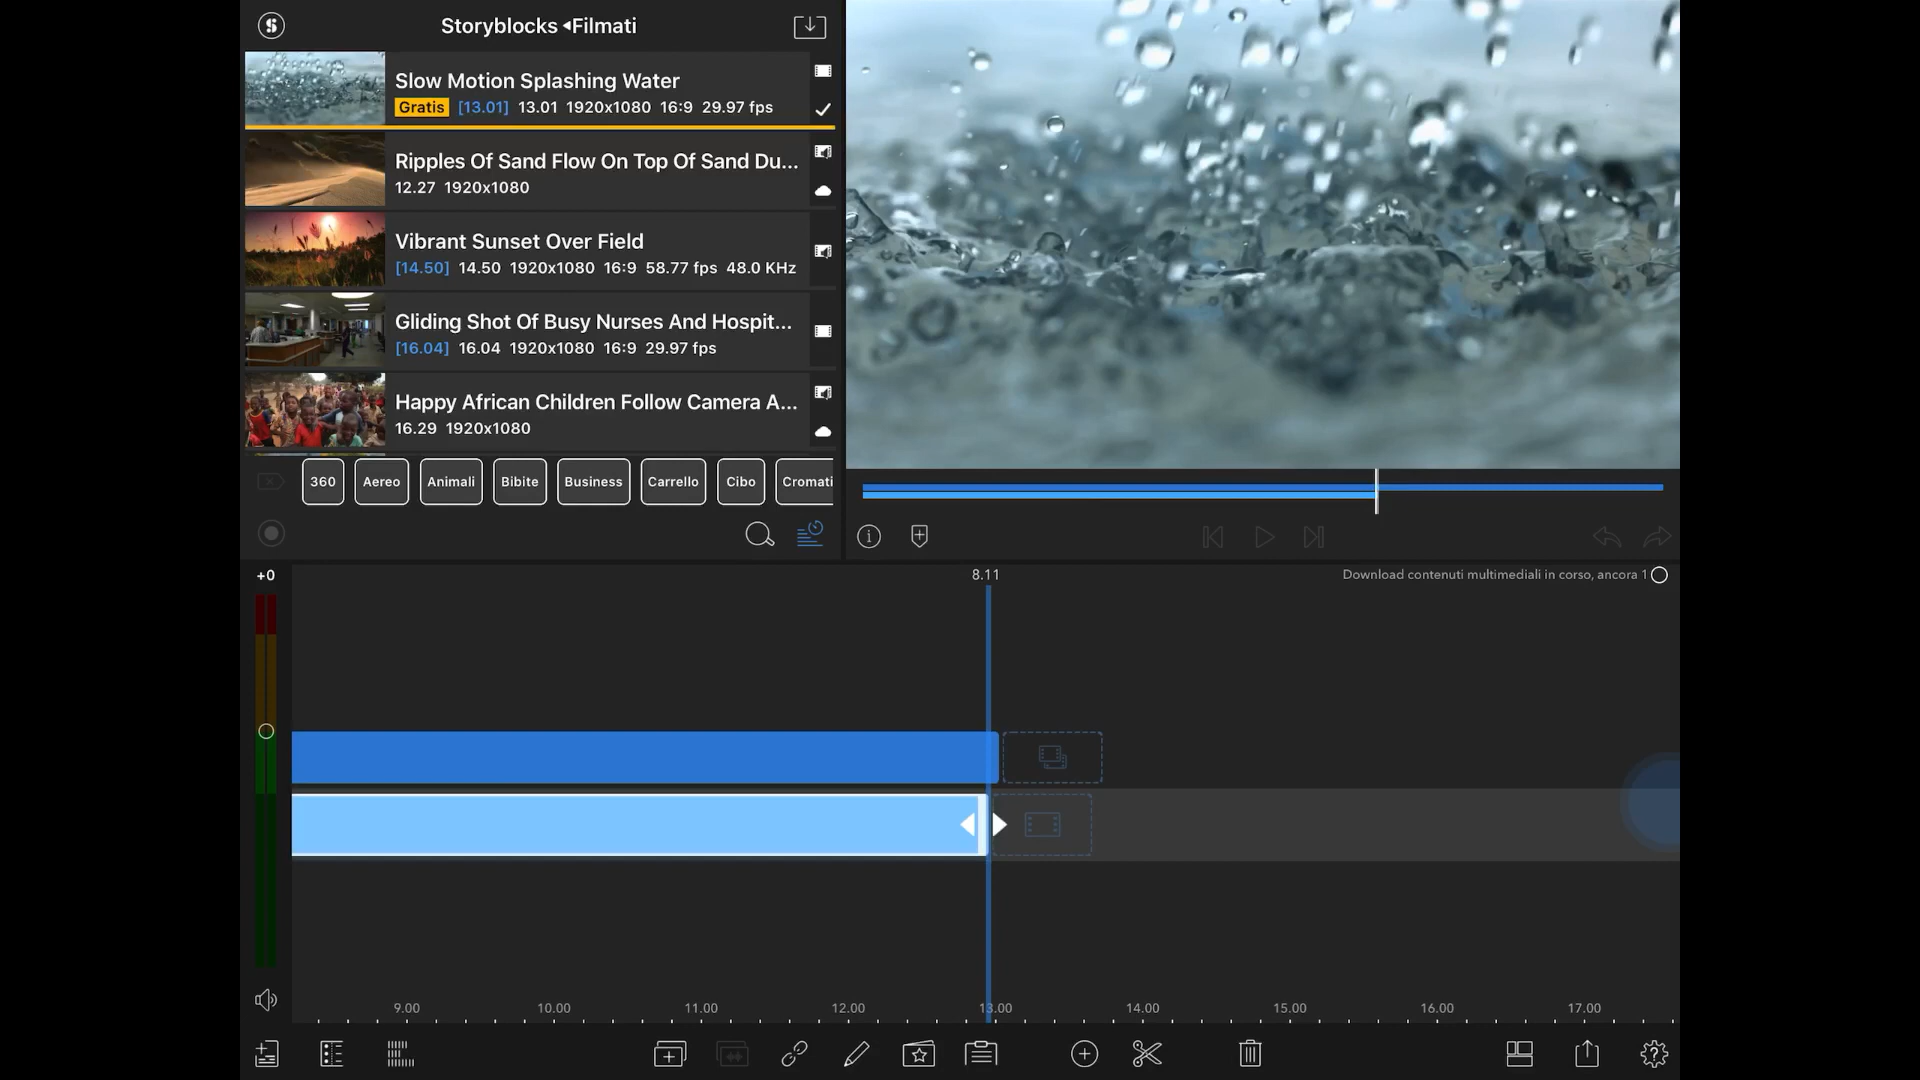 Storyblocks ◂Filmati
Slow Motion Splashing Water
Gratis [13.01] 13.01 1920x1080 16:9 29.97 fps
Ripples Of Sand Flow On Top Of Sand Du...
12.27 1920x1080
Vibrant Sunset Over Field
[14.50] 14.50 1920x1080 16:9 58.77 fps 48.0 KHz
Gliding Shot Of Busy Nurses And Hospit...
[16.04] 16.04 1920x1080 16:9 29.97 fps
Happy African Children Follow Camera A...
16.29 1920x1080
360 Aereo Animali Bibite Business Carrello Cibo Cromati
+0
8.11
Download contenuti multimediali in corso, ancora 1
9.00 10.00 11.00 12.00 13.00 14.00 15.00 16.00 17.00